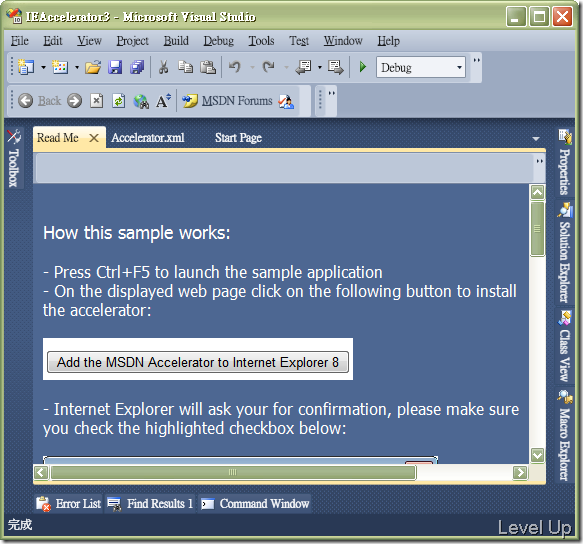 IEAccelerator3 - Microsoft Visual Studio
File Edit View Project Build Debug Tools Test Window Help
Debug
Back MSDN Forums
Toolbox
Read Me Accelerator.xml Start Page
How this sample works:
- Press Ctrl+F5 to launch the sample application
- On the displayed web page click on the following button to install
the accelerator:
Add the MSDN Accelerator to Internet Explorer 8
- Internet Explorer will ask your for confirmation, please make sure
you check the highlighted checkbox below:
Properties
Solution Explorer
Class View
Macro Explorer
Error List Find Results 1 Command Window
完成
Level Up